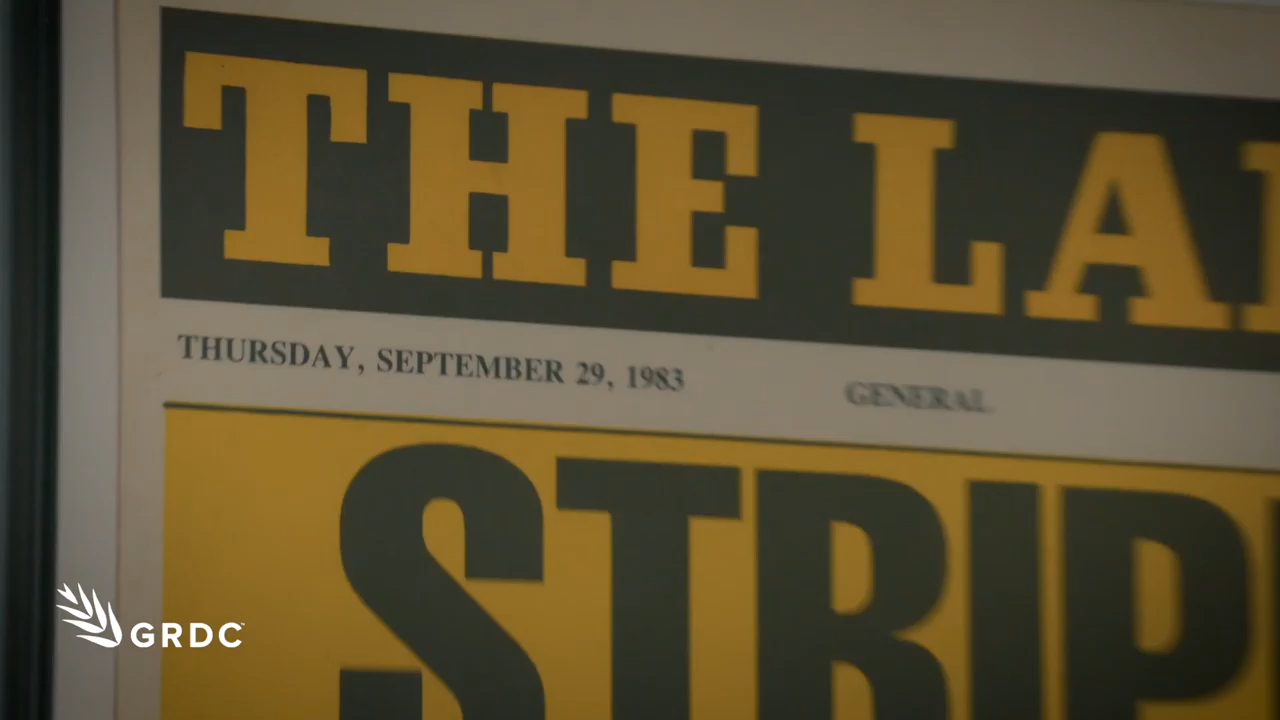 THE LA
THURSDAY, SEPTEMBER 29, 1983
GENERAL
STRIP
GRDC